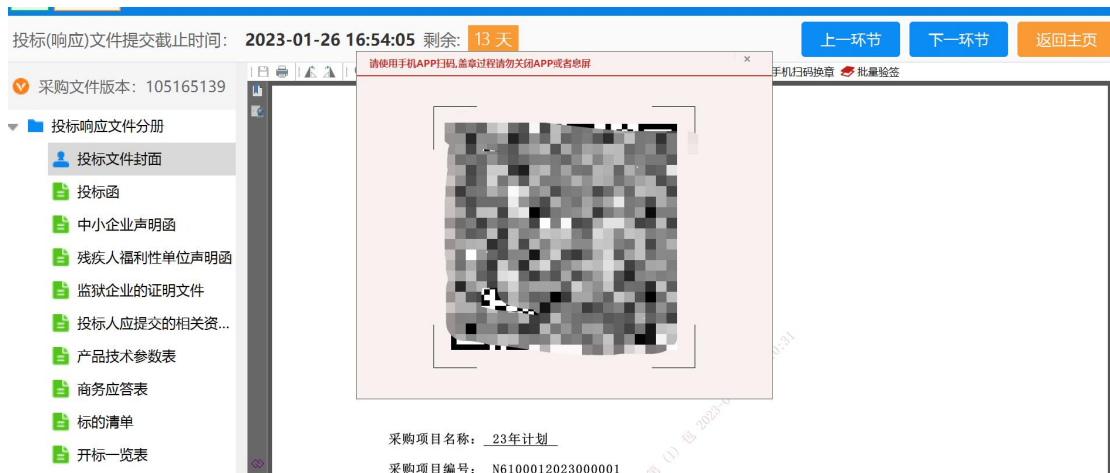 投标(响应)文件提交截止时间: 2023-01-26 16:54:05 剩余: 13 天
上一环节
下一环节
返回主页
请使用手机APP扫码,盖章过程请勿关闭APP或者息屏
×
采购文件版本: 105165139
手机扫码换章 批量验签
投标响应文件分册
投标文件封面
投标函
中小企业声明函
残疾人福利性单位声明函
监狱企业的证明文件
投标人应提交的相关资...
产品技术参数表
商务应答表
标的清单
开标一览表
采购项目名称: 23年计划
采购项目编号: N6100012023000001